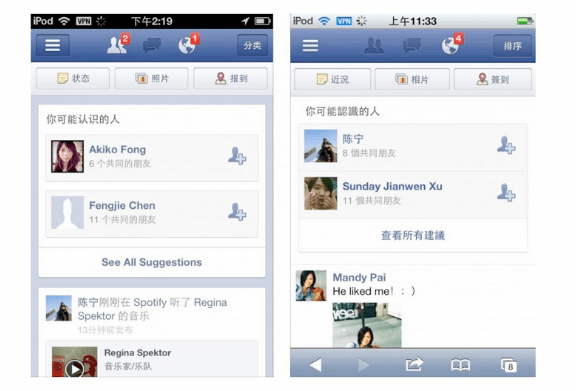 iPod VPN 下午2:19
2 1 分类
状态 照片 报到
你可能认识的人
Akiko Fong
6 个共同的朋友
Fengjie Chen
11 个共同的朋友
See All Suggestions
陈宁刚刚在 Spotify 听了 Regina
Spektor 的音乐
13分钟前发布
Regina Spektor
音乐家/乐队
iPod VPN 上午11:33
4 排序
近況 相片 簽到
你可能認識的人
陈宁
8 個共同朋友
Sunday Jianwen Xu
11 個共同朋友
查看所有建議
Mandy Pai
He liked me! : )
8